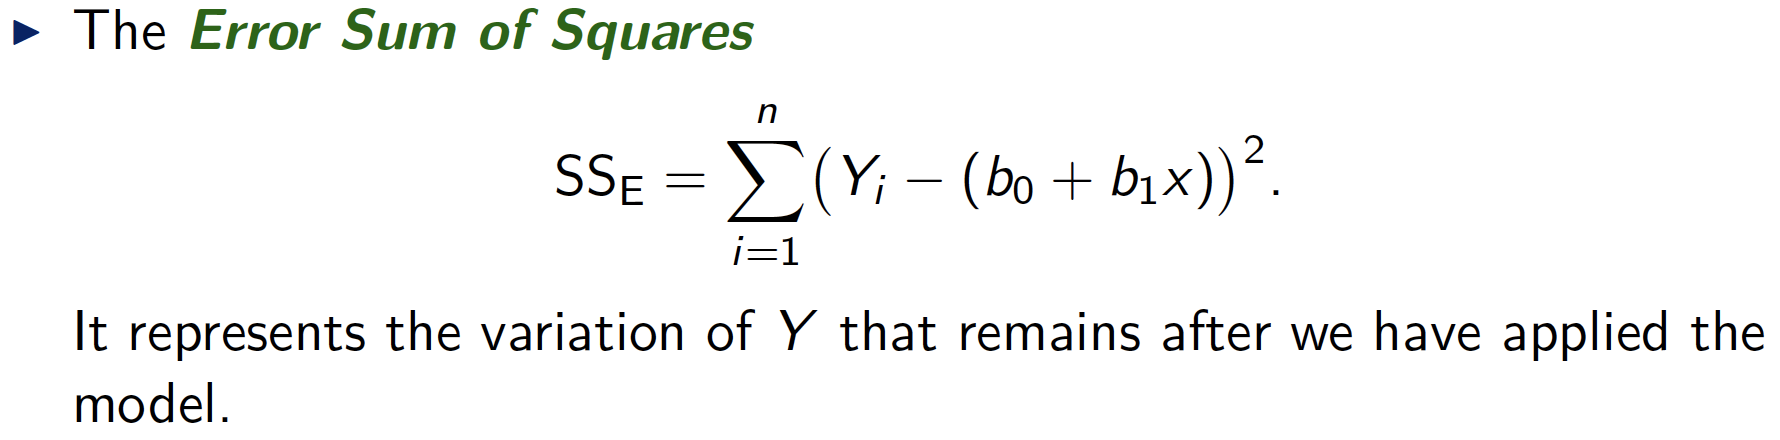 ▶ The Error Sum of Squares
SS_E = \sum_{i=1}^{n} (Y_i − (b_0 + b_1x))^2.
It represents the variation of Y that remains after we have applied the
model.